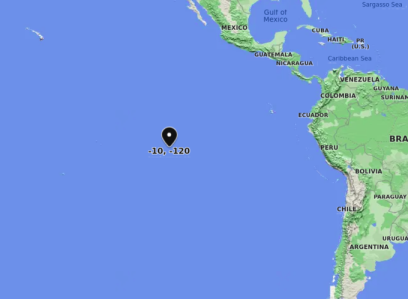 Sargasso Sea
Gulf of
Mexico
MEXICO
CUBA
HAITI
PR
(U.S.)
GUATEMALA
Caribbean Sea
NICARAGUA
VENEZUELA
GUYANA
COLOMBIA
SURINAM
ECUADOR
BRA
-10, -120
PERU
BOLIVIA
PARAGUAY
CHILE
URUGUA
ARGENTINA